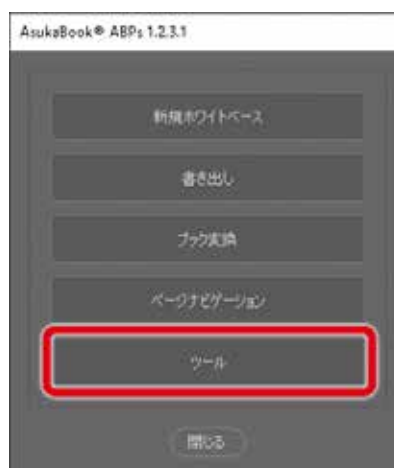 AsukaBook® ABPs 1.2.3.1
新規ホワイトベース
書き出し
ブック変換
ページナビゲーション
ツール
閉じる